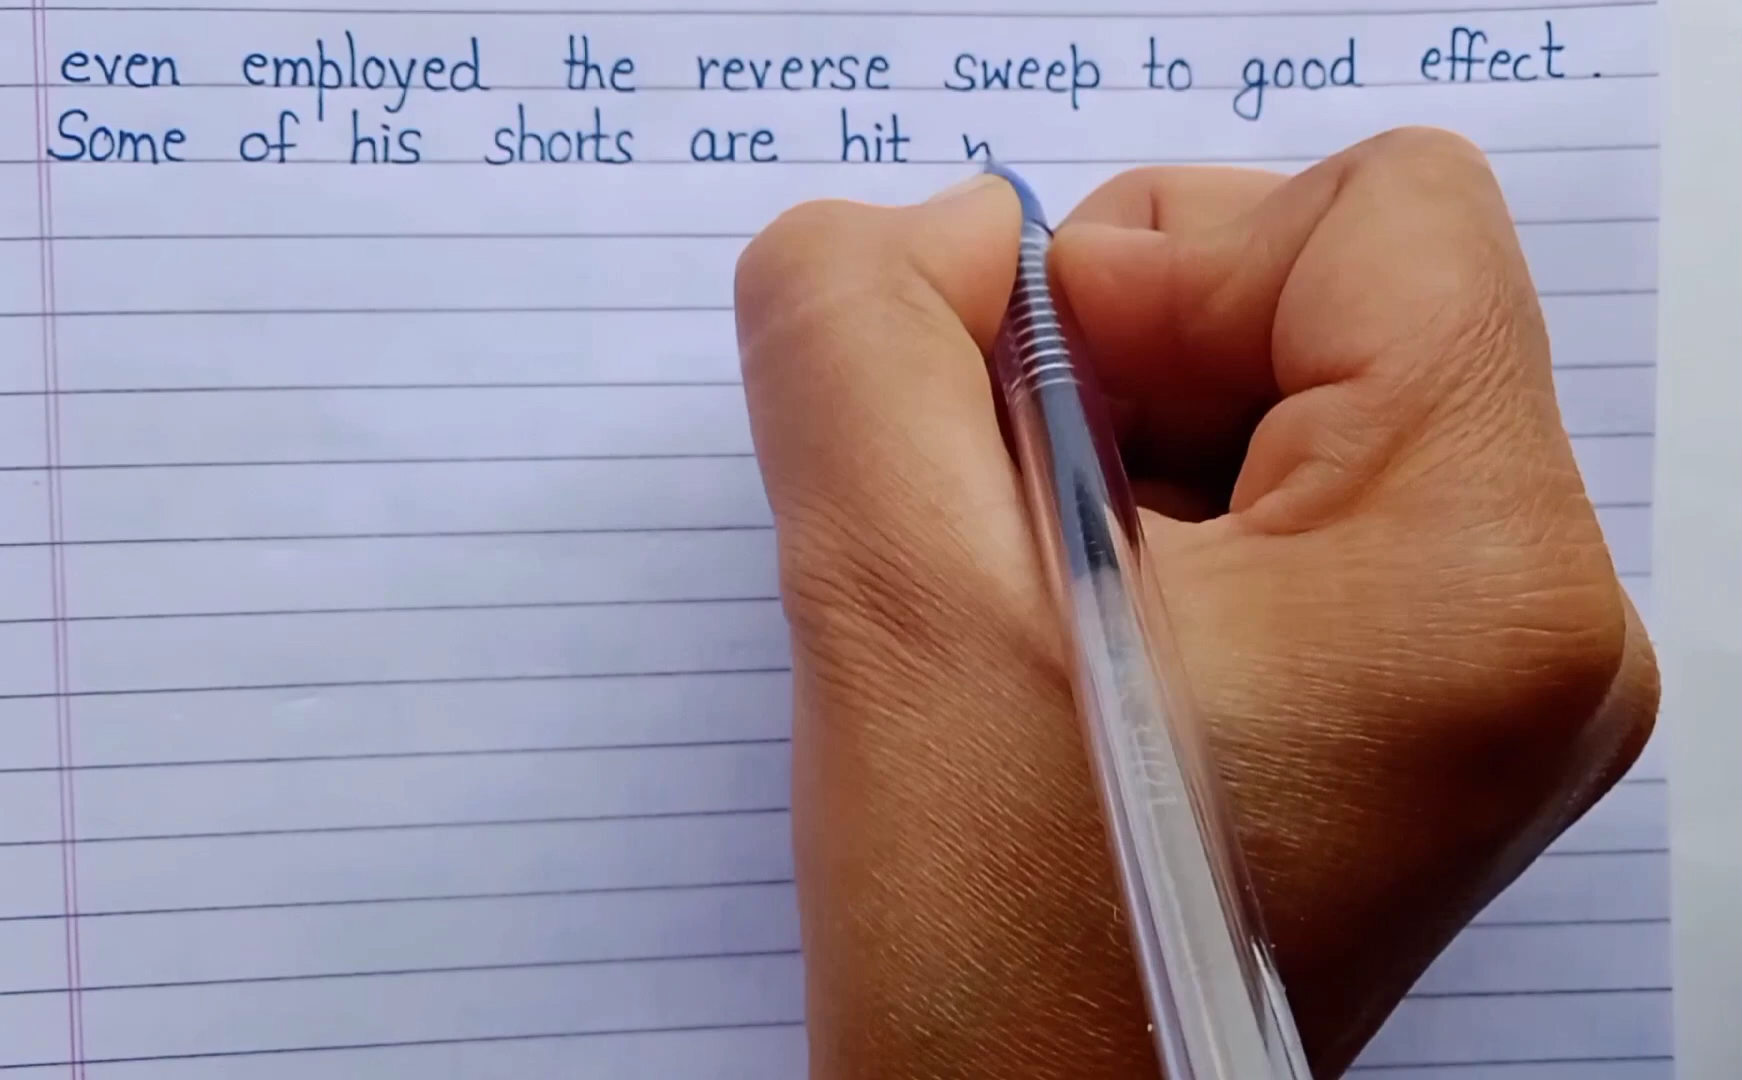 even employed the reverse sweep to good effect.
Some of his shorts are hit